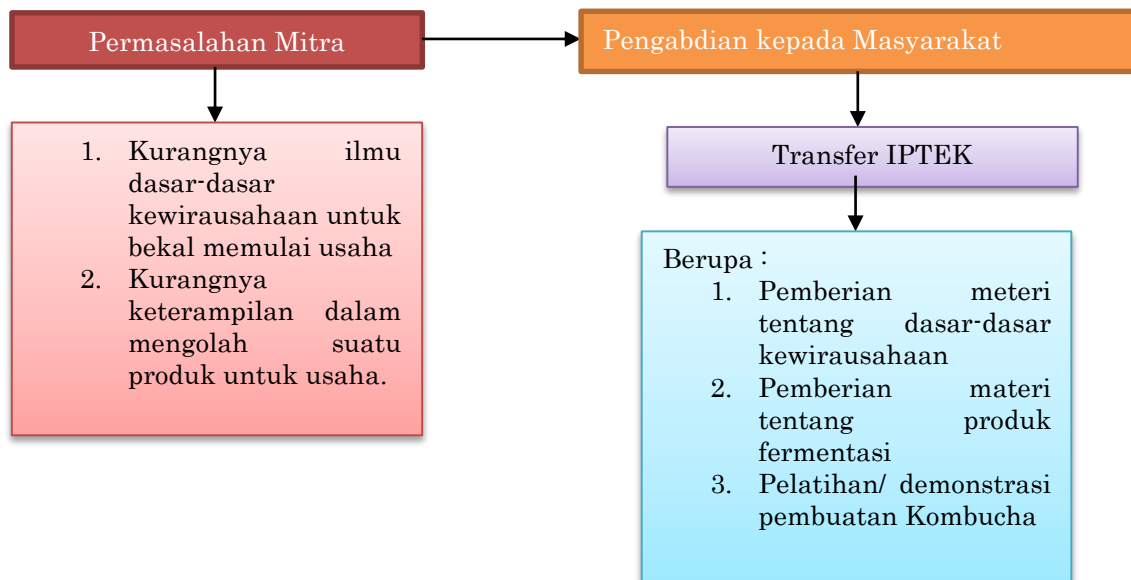 Permasalahan Mitra
Pengabdian kepada Masyarakat
1. Kurangnya ilmu
dasar-dasar
kewirausahaan untuk
bekal memulai usaha
2. Kurangnya
keterampilan dalam
mengolah suatu
produk untuk usaha.
Transfer IPTEK
Berupa :
1. Pemberian meteri
tentang dasar-dasar
kewirausahaan
2. Pemberian materi
tentang produk
fermentasi
3. Pelatihan/ demonstrasi
pembuatan Kombucha